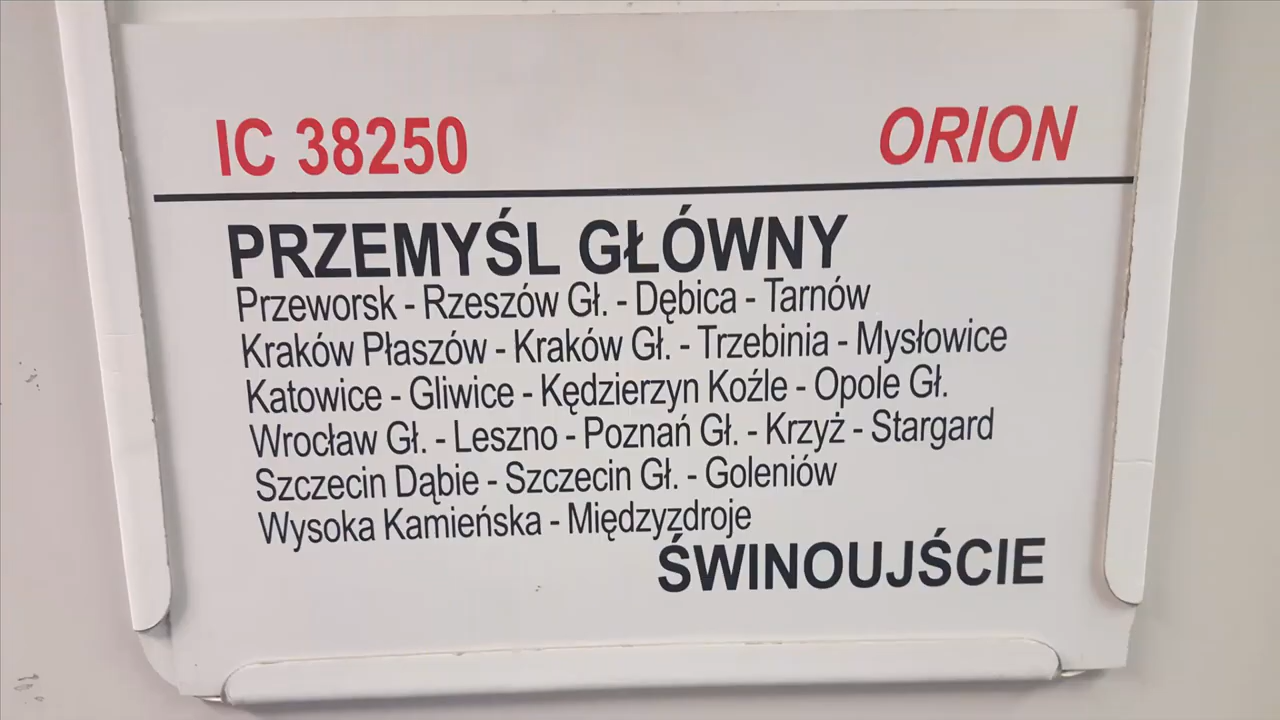 IC 38250 ORION
PRZEMYŚL GŁÓWNY
Przeworsk - Rzeszów Gł. - Dębica - Tarnów
Kraków Płaszów - Kraków Gł. - Trzebinia - Mysłowice
Katowice - Gliwice - Kędzierzyn Koźle - Opole Gł.
Wrocław Gł. - Leszno - Poznań Gł. - Krzyż - Stargard
Szczecin Dąbie - Szczecin Gł. - Goleniów
Wysoka Kamieńska - Międzyzdroje
ŚWINOUJŚCIE